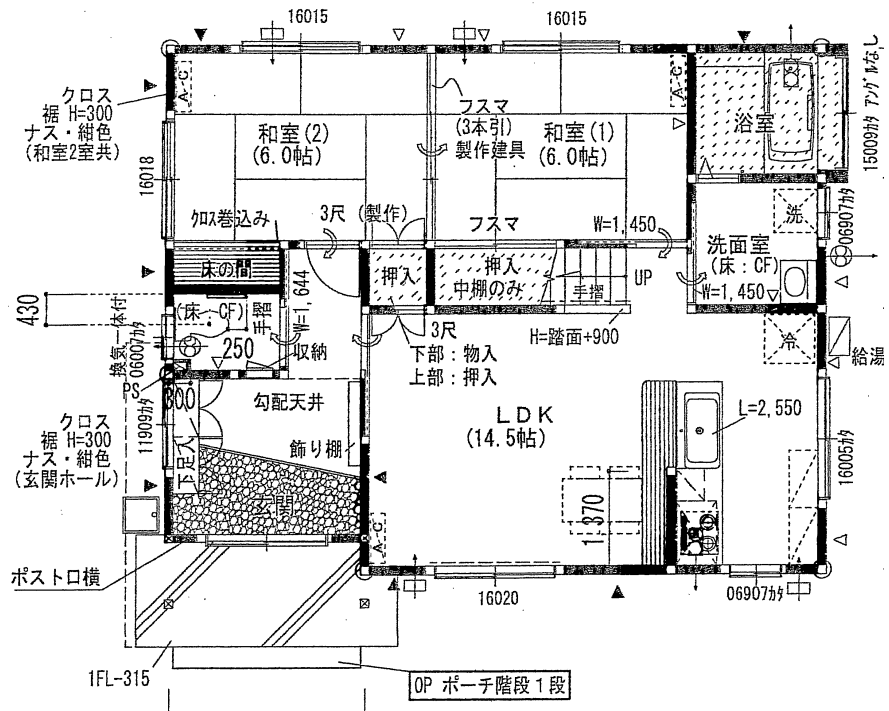 16015
16015
15009ｶﾀ ｱﾝｸﾞﾙなし
クロス
裾 H=300
ナス・紺色
(和室2室共)
A-C
フスマ
(3本引)
製作建具
A-C
和室(2)
(6.0帖)
和室(1)
(6.0帖)
浴室
16018
ｸﾛｽ巻込み
3尺 (製作)
フスマ
W=1,450
洗
06907ｶﾀ
洗面室
(床：CF)
W=1,450
床の間
押入
押入
中棚のみ
手摺
UP
430
W=1,644
(床：CF)
手摺
250
収納
換気一体付
06007ｶﾀ
PS
300
3尺
下部：物入
上部：押入
H=踏面+900
冷
給湯
クロス
裾 H=300
ナス・紺色
(玄関ホール)
11909ｶﾀ
勾配天井
飾り棚
下足入
玄関
LDK
(14.5帖)
L=2,550
1,370
16005ｶﾀ
A-C
ポスト口横
16020
06907ｶﾀ
1FL-315
OP ポーチ階段1段